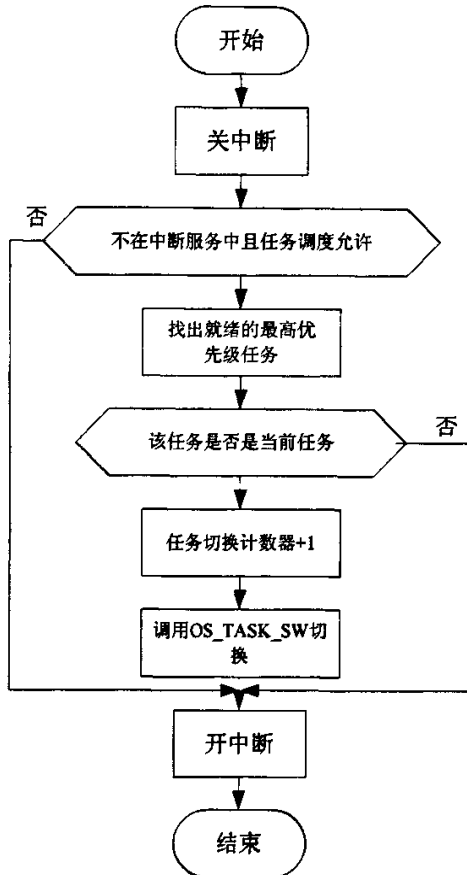 开始
关中断
否
不在中断服务中且任务调度允许
找出就绪的最高优
先级任务
该任务是否是当前任务
否
任务切换计数器+1
调用OS_TASK_SW切
换
开中断
结束